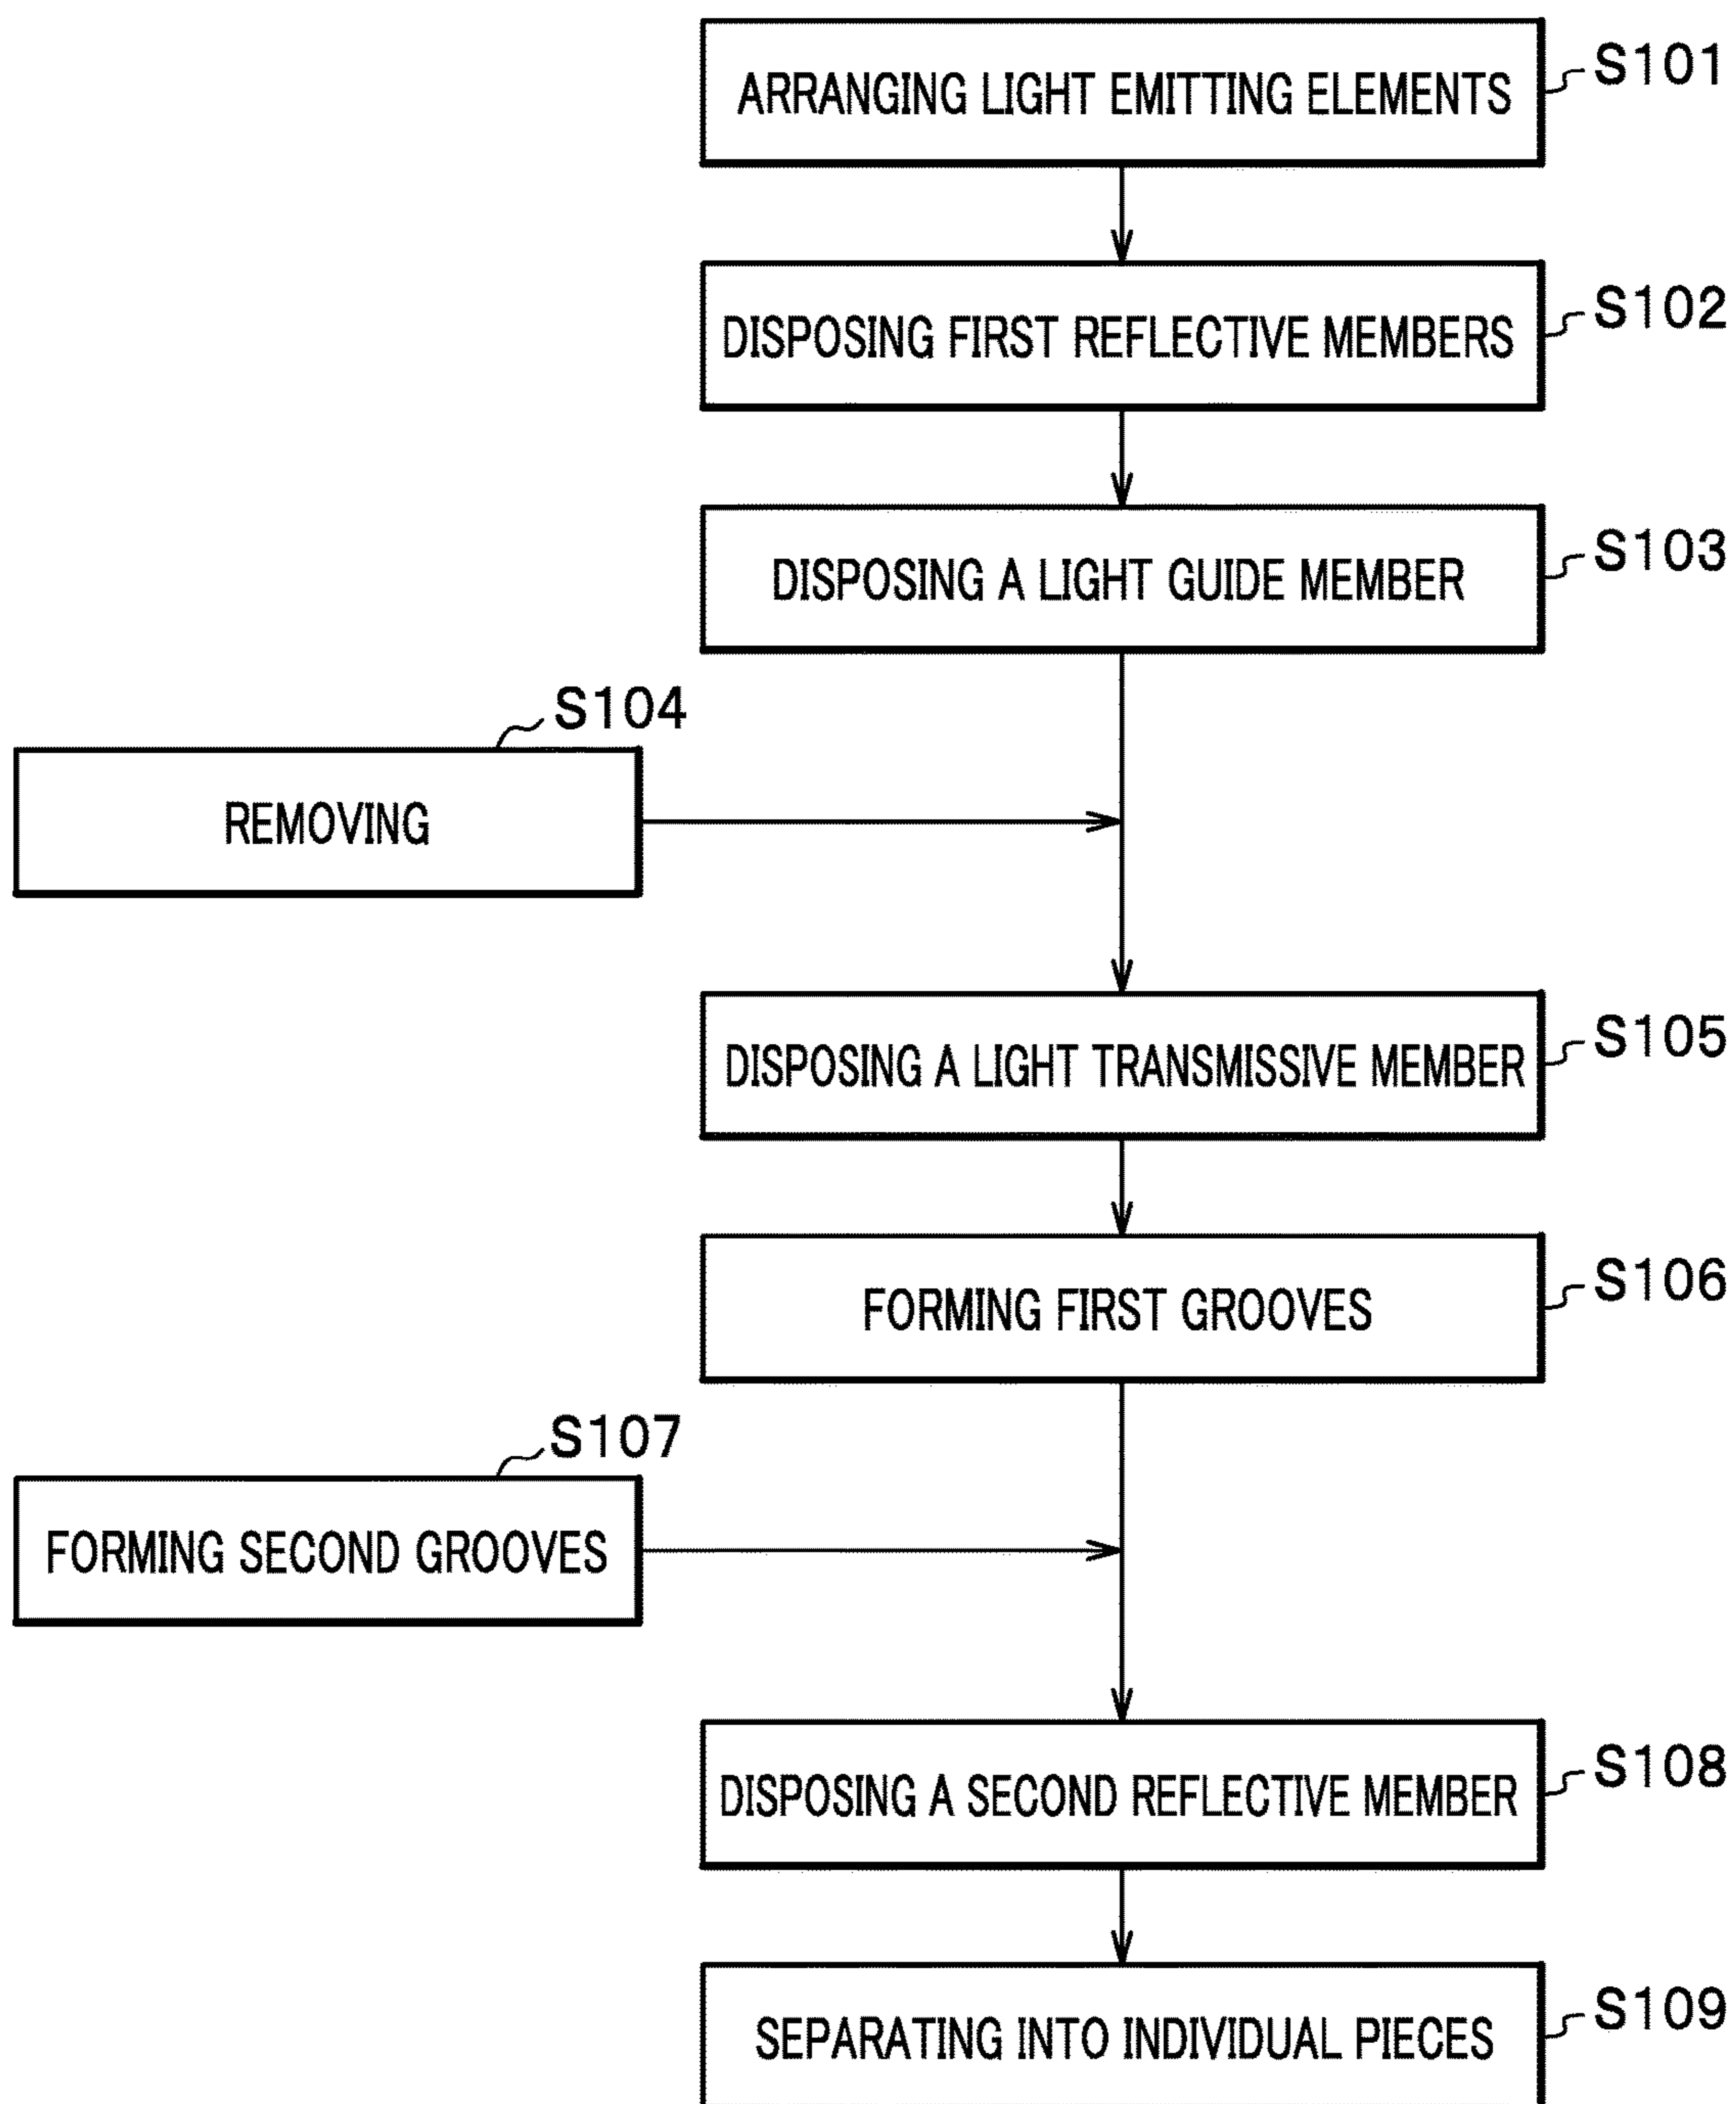 ARRANGING LIGHT EMITTING ELEMENTS
S101
DISPOSING FIRST REFLECTIVE MEMBERS
S102
DISPOSING A LIGHT GUIDE MEMBER
S103
S104
REMOVING
DISPOSING A LIGHT TRANSMISSIVE MEMBER
S105
FORMING FIRST GROOVES
S106
S107
FORMING SECOND GROOVES
DISPOSING A SECOND REFLECTIVE MEMBER
S108
SEPARATING INTO INDIVIDUAL PIECES
S109